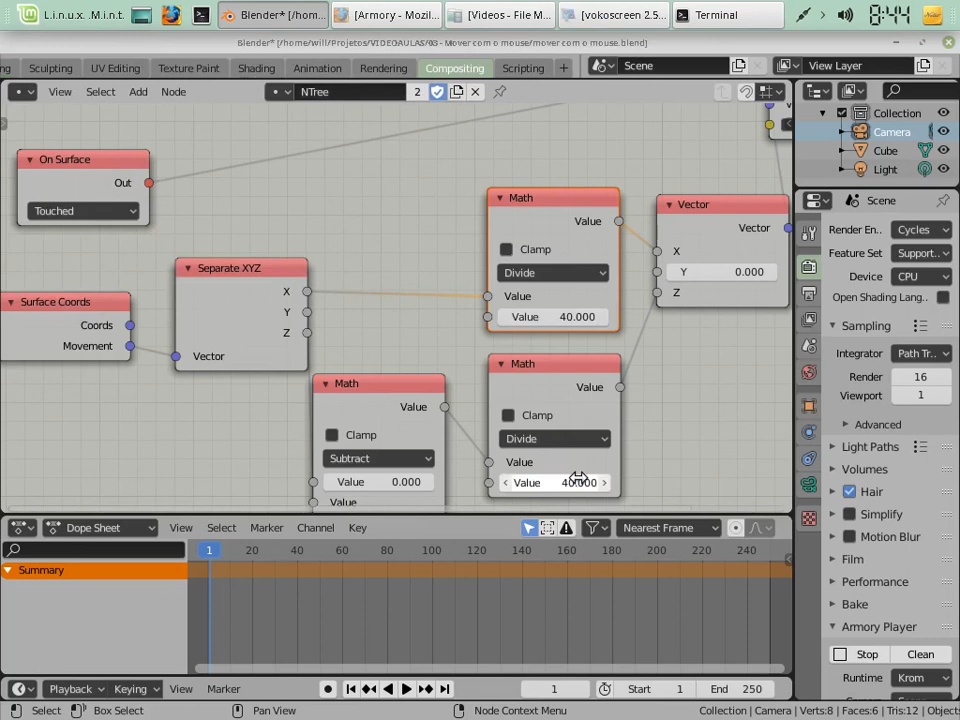 L.i.n.u.x. .M.i.n.t.
Blender* [/hom...
[Armory - Mozil...
[Videos - File M...
[vokoscreen 2.5...
Terminal
8:44
Blender* [/home/will/Projetos/VIDEOAULAS/03 - Mover com o mouse/mover com o mouse.blend]
ng
Sculpting
UV Editing
Texture Paint
Shading
Animation
Rendering
Compositing
Scripting
+
Scene
View Layer
View
Select
Add
Node
NTree
2
Collection
Camera
Cube
Light
On Surface
Out
Touched
Separate XYZ
X
Y
Z
Vector
Surface Coords
Coords
Movement
Math
Value
Clamp
Divide
Value
Value 40.000
Vector
Vector
X
Y 0.000
Z
Math
Value
Clamp
Subtract
Value 0.000
Value
Math
Value
Clamp
Divide
Value
Value 40.000
Scene
Render En.. Cycles
Feature Set Support..
Device CPU
Open Shading Lang..
Sampling
Integrator Path Tr..
Render 16
Viewport 1
Advanced
Light Paths
Volumes
Hair
Simplify
Motion Blur
Film
Performance
Bake
Armory Player
Stop Clean
Runtime Krom
Dope Sheet
View
Select
Marker
Channel
Key
Nearest Frame
1 20 40 60 80 100 120 140 160 180 200 220 240
Summary
Playback
Keying
View
Marker
1
Start 1
End 250
Select
Box Select
Pan View
Node Context Menu
Collection | Camera | Verts:8 | Faces:6 | Tris:12 | Objects